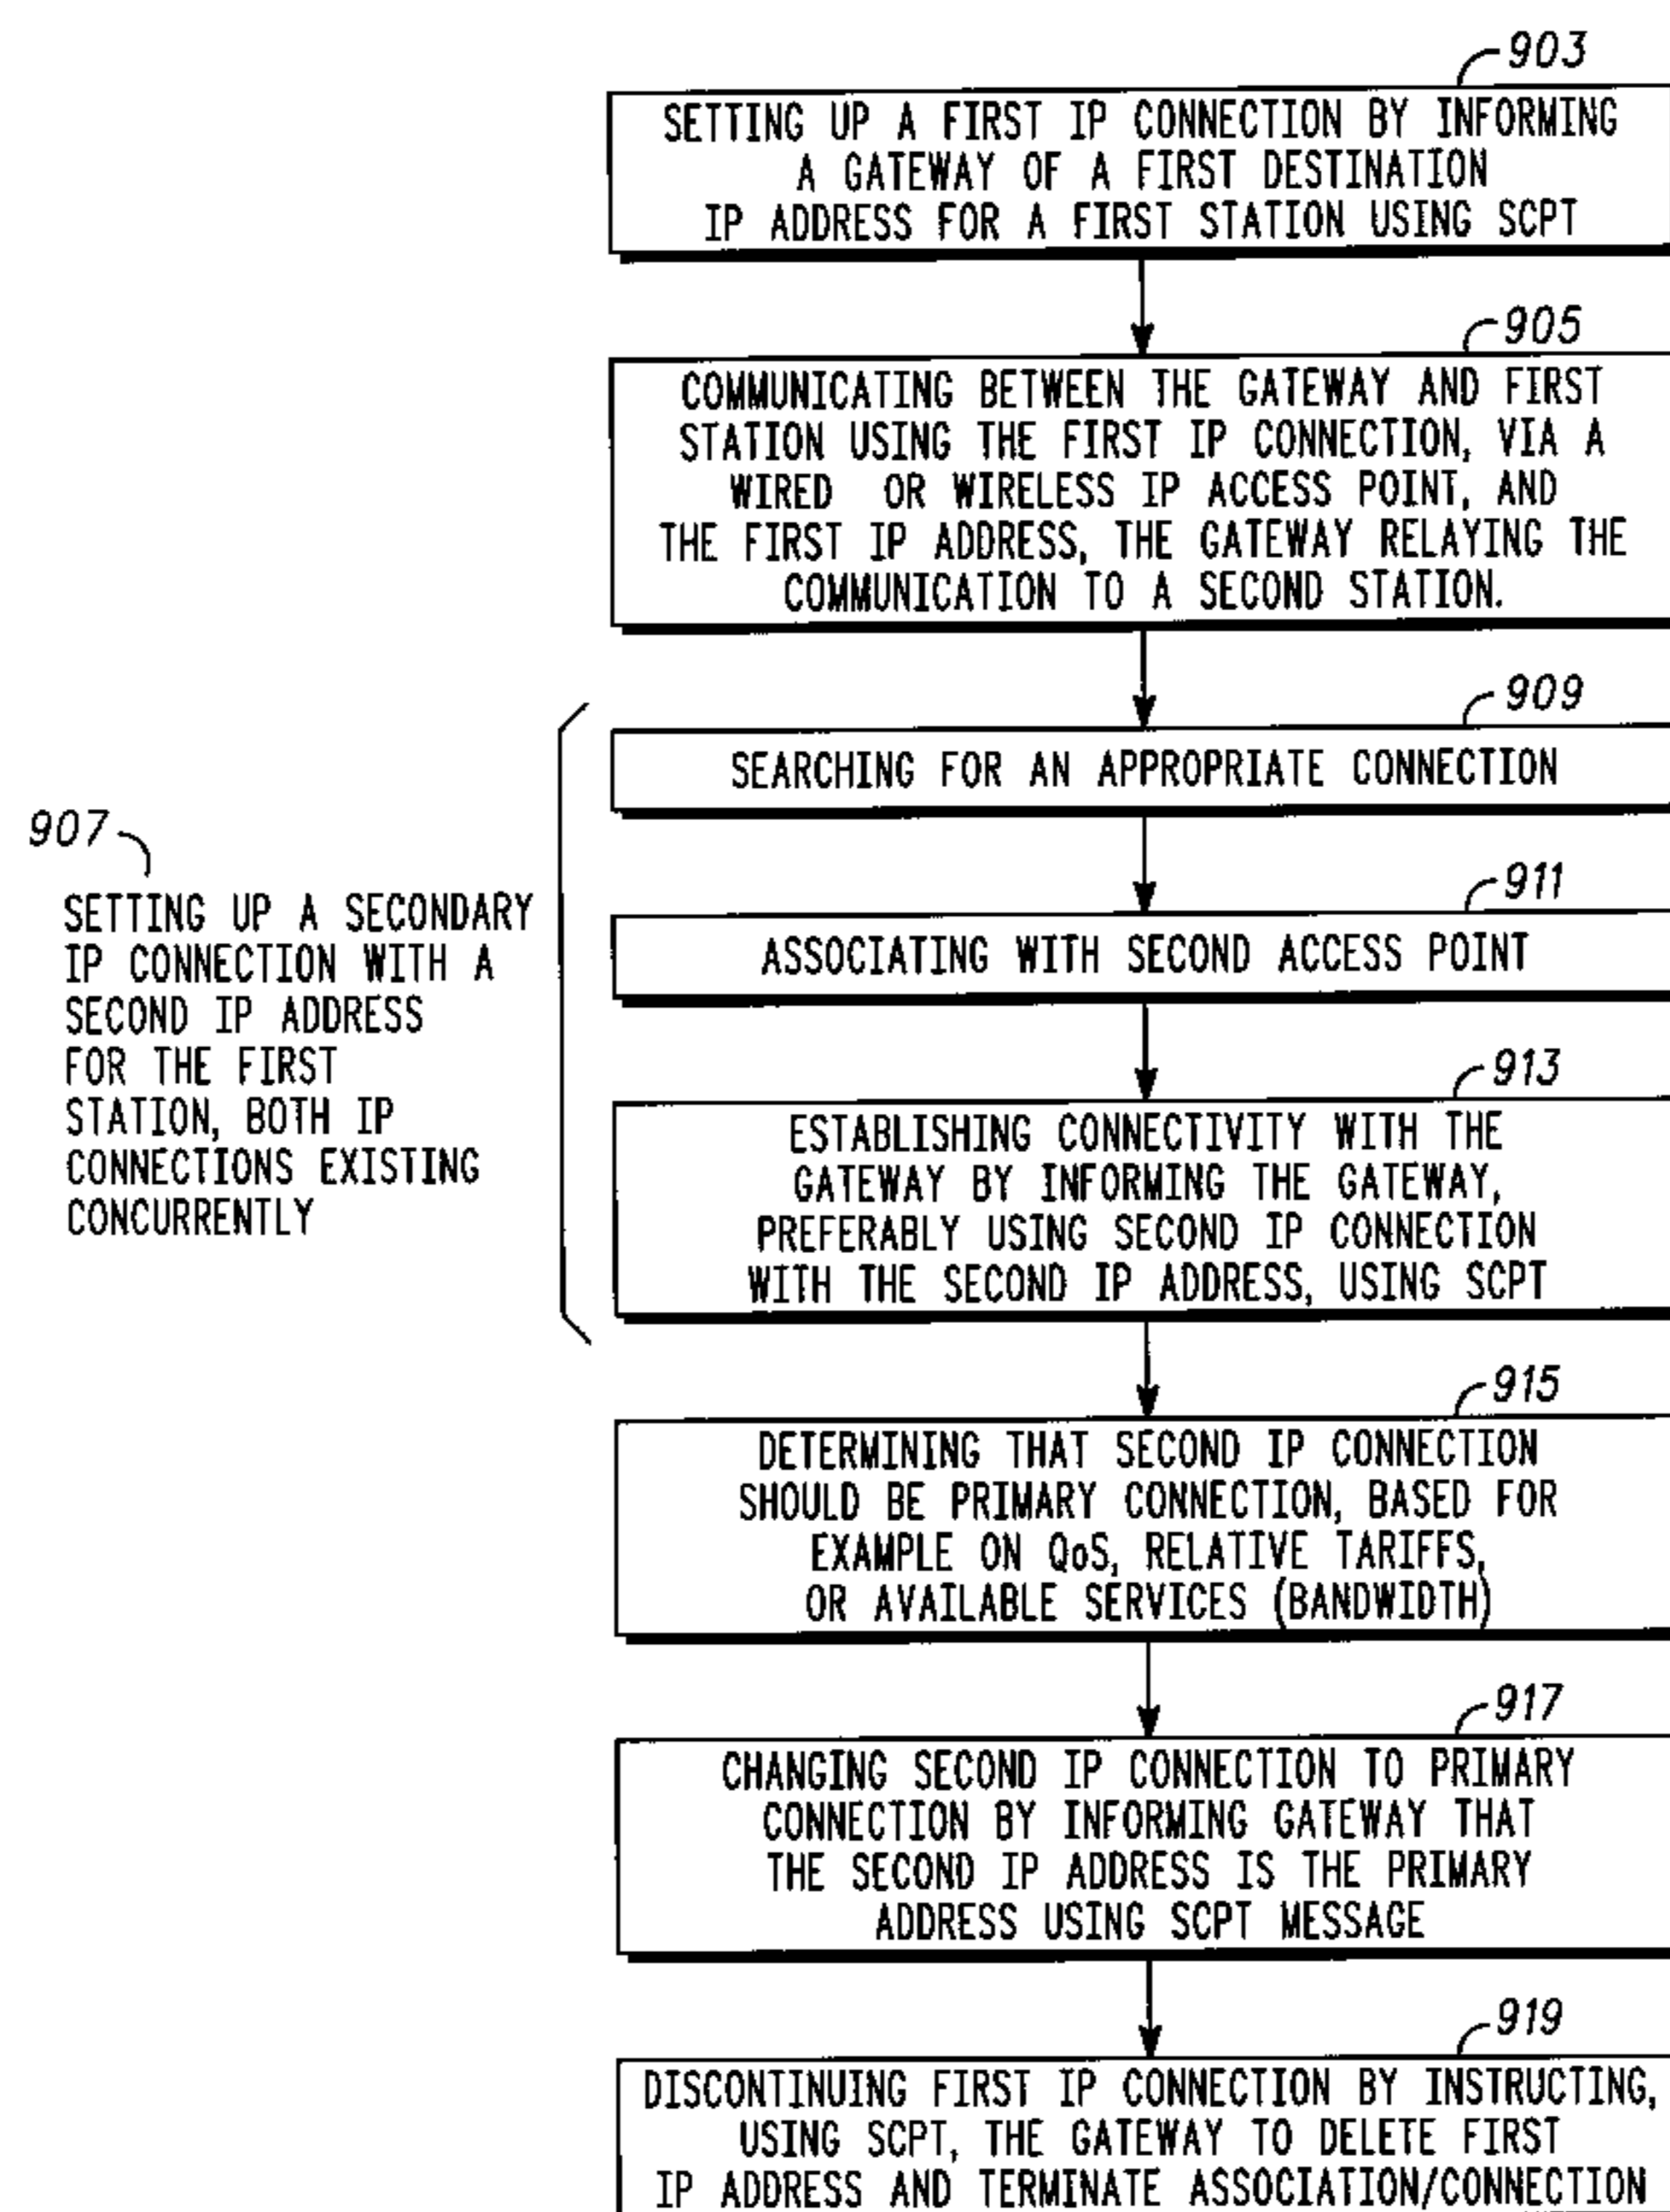 903
SETTING UP A FIRST IP CONNECTION BY INFORMING
A GATEWAY OF A FIRST DESTINATION
IP ADDRESS FOR A FIRST STATION USING SCPT
905
COMMUNICATING BETWEEN THE GATEWAY AND FIRST
STATION USING THE FIRST IP CONNECTION, VIA A
WIRED OR WIRELESS IP ACCESS POINT, AND
THE FIRST IP ADDRESS, THE GATEWAY RELAYING THE
COMMUNICATION TO A SECOND STATION.
907
SETTING UP A SECONDARY
IP CONNECTION WITH A
SECOND IP ADDRESS
FOR THE FIRST
STATION, BOTH IP
CONNECTIONS EXISTING
CONCURRENTLY
909
SEARCHING FOR AN APPROPRIATE CONNECTION
911
ASSOCIATING WITH SECOND ACCESS POINT
913
ESTABLISHING CONNECTIVITY WITH THE
GATEWAY BY INFORMING THE GATEWAY,
PREFERABLY USING SECOND IP CONNECTION
WITH THE SECOND IP ADDRESS, USING SCPT
915
DETERMINING THAT SECOND IP CONNECTION
SHOULD BE PRIMARY CONNECTION, BASED FOR
EXAMPLE ON QoS, RELATIVE TARIFFS,
OR AVAILABLE SERVICES (BANDWIDTH)
917
CHANGING SECOND IP CONNECTION TO PRIMARY
CONNECTION BY INFORMING GATEWAY THAT
THE SECOND IP ADDRESS IS THE PRIMARY
ADDRESS USING SCPT MESSAGE
919
DISCONTINUING FIRST IP CONNECTION BY INSTRUCTING,
USING SCPT, THE GATEWAY TO DELETE FIRST
IP ADDRESS AND TERMINATE ASSOCIATION/CONNECTION